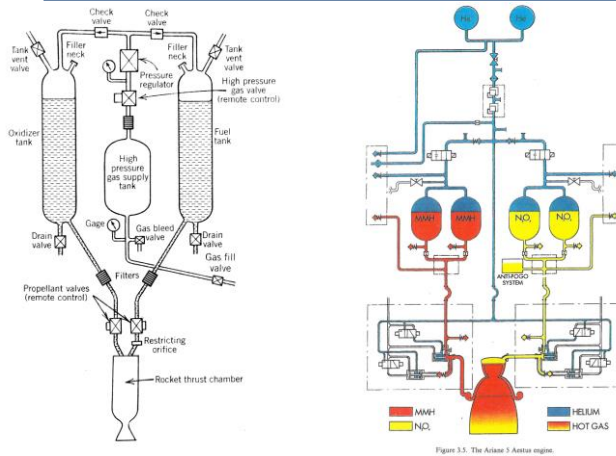 Check
valve
Check
valve
Tank
vent
valve
Filler
neck
Filler
neck
Tank
vent
valve
Pressure
regulator
High pressure
gas valve
(remote control)
Oxidizer
tank
Fuel
tank
High
pressure
gas supply
tank
Drain
valve
Gage
Gas bleed
valve
Drain
valve
Gas fill
valve
Filters
Propellant valves
(remote control)
Restricting
orifice
Rocket thrust chamber
He
He
MMH
MMH
N₂O₄
N₂O₄
ANTI-POGO
SYSTEM
MMH
N₂O₄
HELIUM
HOT GAS
Figure 3.5. The Ariane 5 Aestus engine.